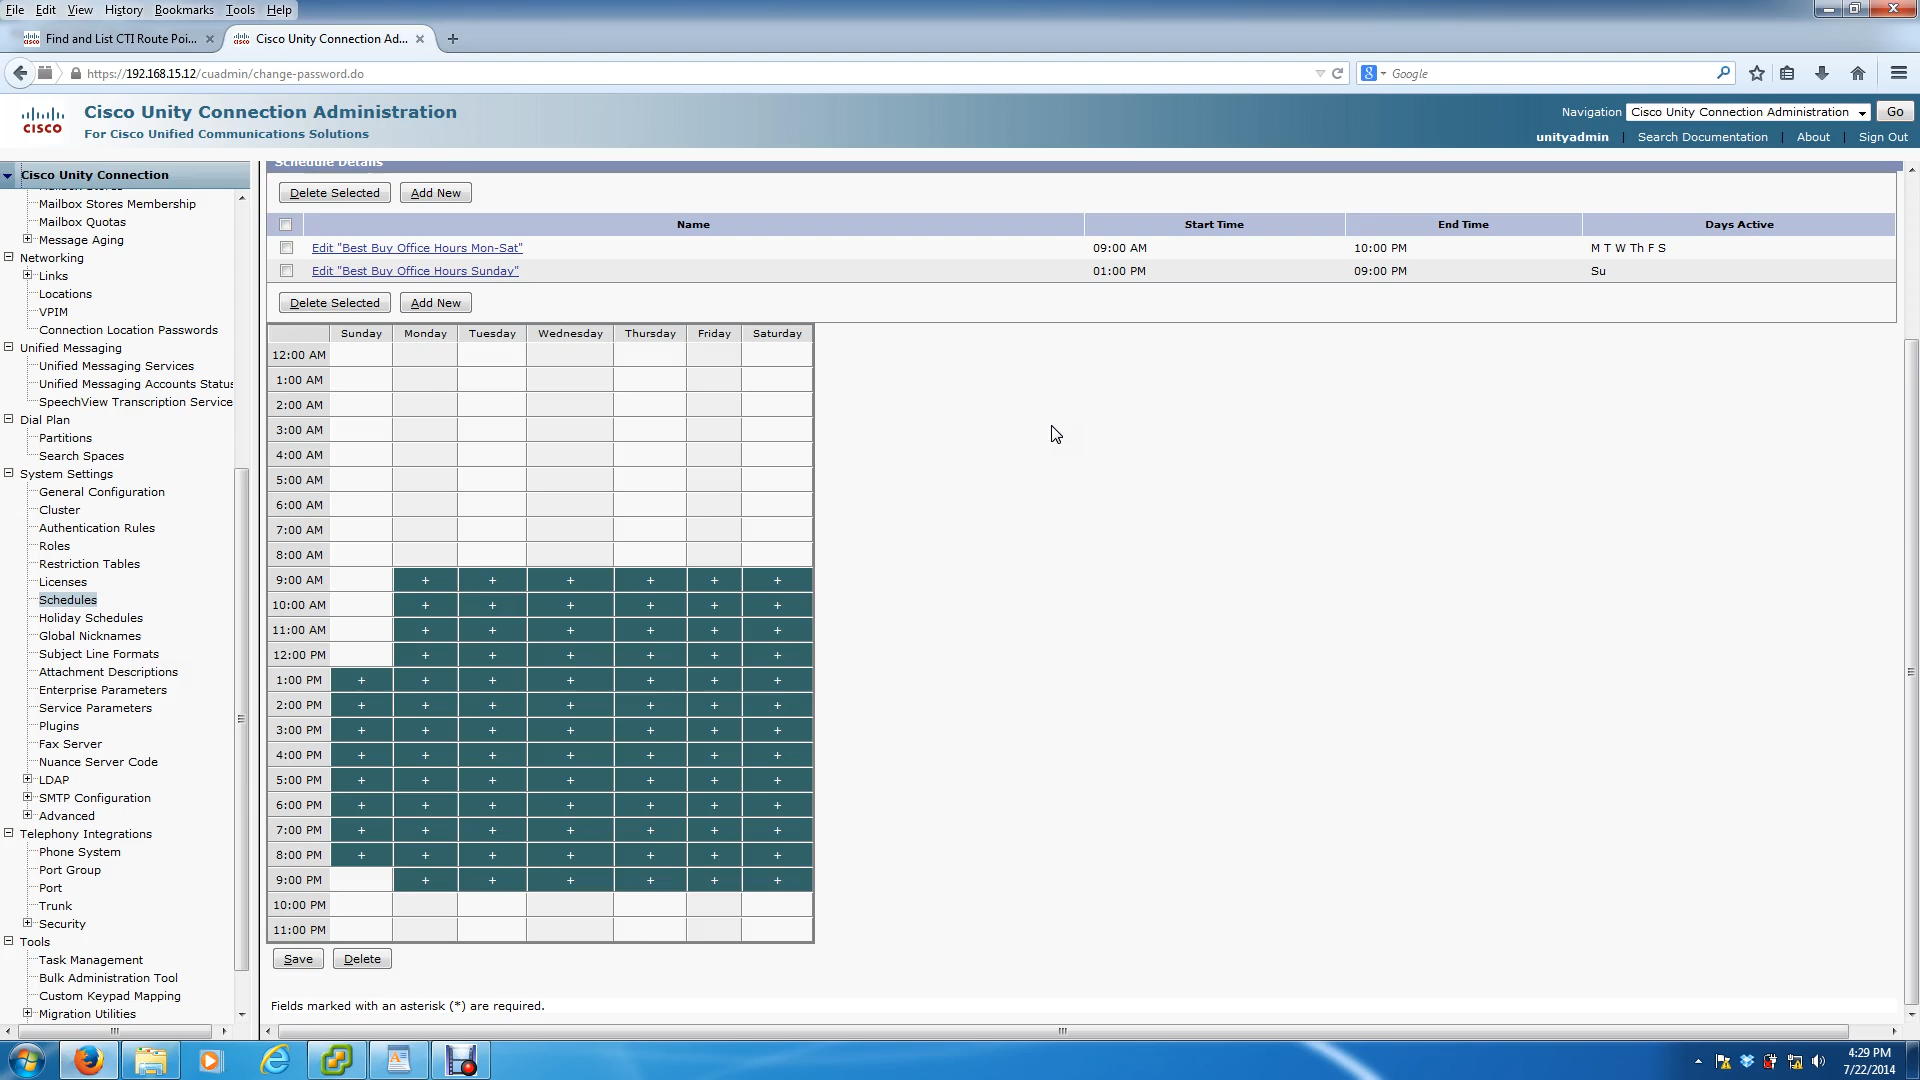 File Edit View History Bookmarks Tools Help
Find and List CTI Route Poi... × Cisco Unity Connection Ad... × +
https://192.168.15.12/cuadmin/change-password.do
8 Google
CISCO
Cisco Unity Connection Administration
For Cisco Unified Communications Solutions
Navigation Cisco Unity Connection Administration Go
unityadmin | Search Documentation | About | Sign Out
Cisco Unity Connection
Mailbox Stores
Mailbox Stores Membership
Mailbox Quotas
Message Aging
Networking
Links
Locations
VPIM
Connection Location Passwords
Unified Messaging
Unified Messaging Services
Unified Messaging Accounts Status
SpeechView Transcription Service
Dial Plan
Partitions
Search Spaces
System Settings
General Configuration
Cluster
Authentication Rules
Roles
Restriction Tables
Licenses
Schedules
Holiday Schedules
Global Nicknames
Subject Line Formats
Attachment Descriptions
Enterprise Parameters
Service Parameters
Plugins
Fax Server
Nuance Server Code
LDAP
SMTP Configuration
Advanced
Telephony Integrations
Phone System
Port Group
Port
Trunk
Security
Tools
Task Management
Bulk Administration Tool
Custom Keypad Mapping
Migration Utilities
Schedule Details
Delete Selected Add New
Name Start Time End Time Days Active
Edit "Best Buy Office Hours Mon-Sat" 09:00 AM 10:00 PM M T W Th F S
Edit "Best Buy Office Hours Sunday" 01:00 PM 09:00 PM Su
Delete Selected Add New
Sunday Monday Tuesday Wednesday Thursday Friday Saturday
12:00 AM
1:00 AM
2:00 AM
3:00 AM
4:00 AM
5:00 AM
6:00 AM
7:00 AM
8:00 AM
9:00 AM + + + + + +
10:00 AM + + + + + +
11:00 AM + + + + + +
12:00 PM + + + + + +
1:00 PM + + + + + + +
2:00 PM + + + + + + +
3:00 PM + + + + + + +
4:00 PM + + + + + + +
5:00 PM + + + + + + +
6:00 PM + + + + + + +
7:00 PM + + + + + + +
8:00 PM + + + + + + +
9:00 PM + + + + + +
10:00 PM
11:00 PM
Save Delete
Fields marked with an asterisk (*) are required.
4:29 PM
7/22/2014